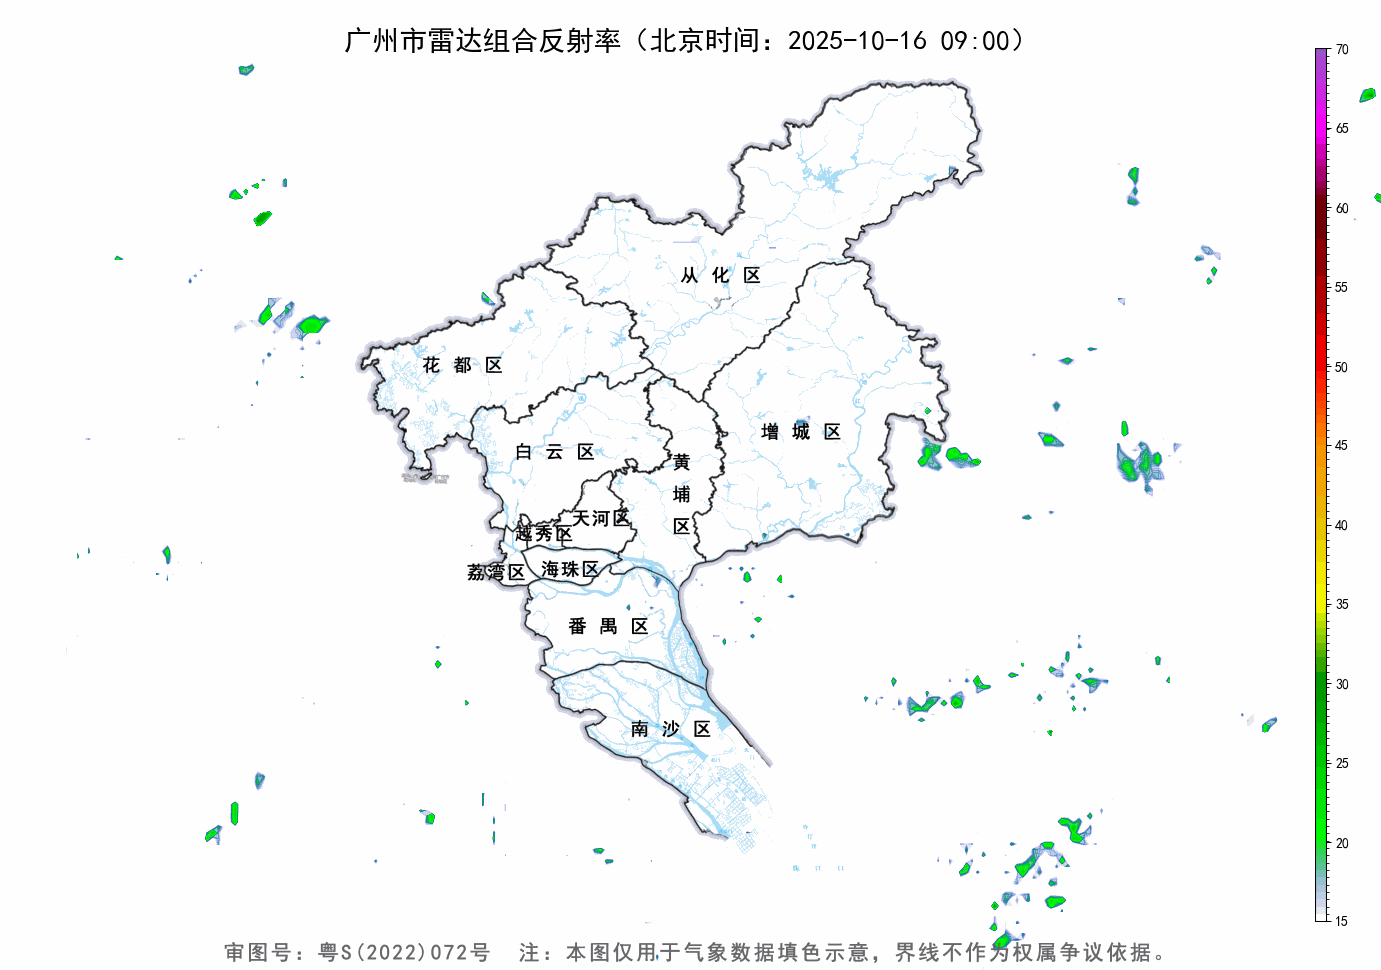 广州市雷达组合反射率（北京时间：2025-10-16 09:00）
70
65
60
55
50
45
40
35
30
25
20
15
从化区
花都区
增城区
白云区
黄埔区
天河区
越秀区
海珠区
荔湾区
番禺区
南沙区
审图号：粤S(2022)072号 注：本图仅用于气象数据填色示意，界线不作为权属争议依据。